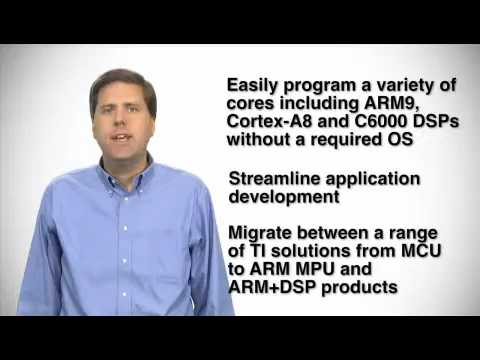 Easily program a variety of
cores including ARM9,
Cortex-A8 and C6000 DSPs
without a required OS
Streamline application
development
Migrate between a range
of TI solutions from MCU
to ARM MPU and
ARM+DSP products